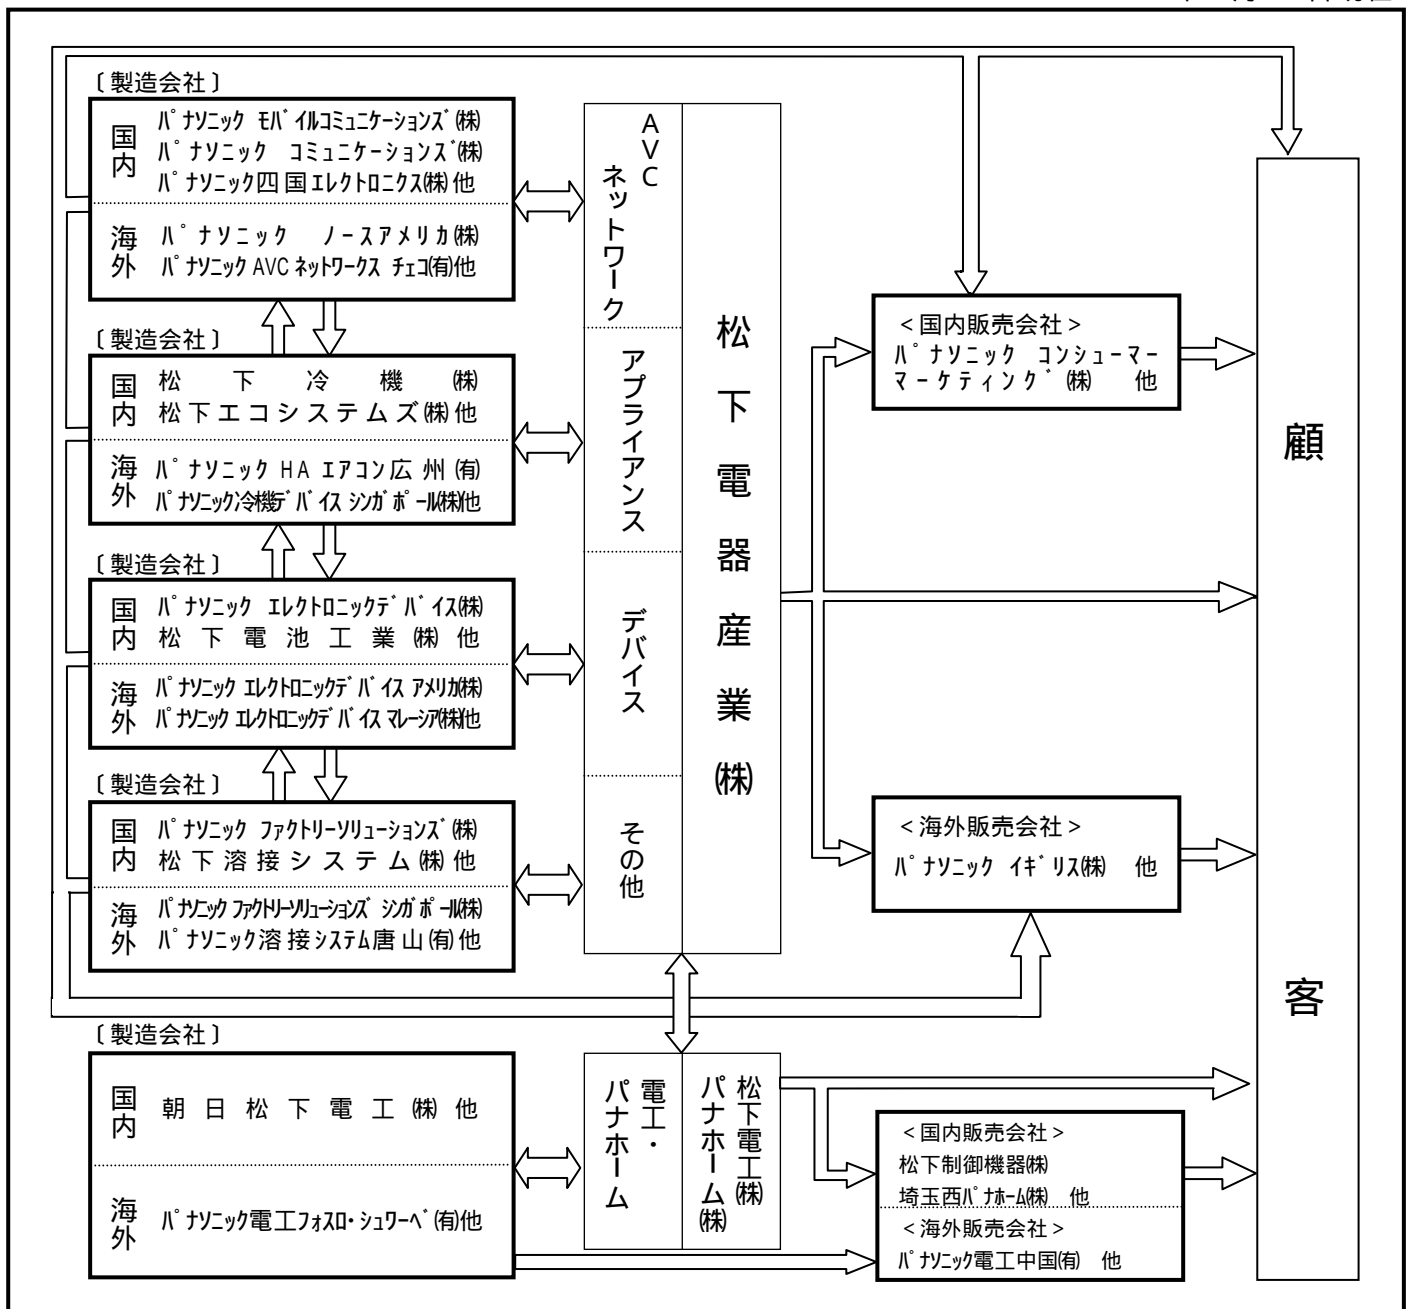 〔製造会社〕
国内
パナソニック モバイルコミュニケーションズ㈱
パナソニック コミュニケーションズ㈱
パナソニック四国エレクトロニクス㈱他
海外
パナソニック ノースアメリカ㈱
パナソニックAVCネットワークス チェコ㈲他
〔製造会社〕
国内
松下冷機㈱
松下エコシステムズ㈱他
海外
パナソニックHAエアコン広州㈲
パナソニック冷機デバイス シンガポール㈱他
〔製造会社〕
国内
パナソニック エレクトロニックデバイス㈱
松下電池工業㈱他
海外
パナソニック エレクトロニックデバイス アメリカ㈱
パナソニック エレクトロニックデバイス マレーシア㈱他
〔製造会社〕
国内
パナソニック ファクトリーソリューションズ㈱
松下溶接システム㈱他
海外
パナソニック ファクトリーソリューションズ シンガポール㈱
パナソニック溶接システム唐山㈲他
〔製造会社〕
国内
朝日松下電工㈱他
海外
パナソニック電工フォスロ・シュワーベ㈲他
AVC
ネットワーク
アプライアンス
デバイス
その他
松下電器産業㈱
電工・
パナホーム
松下電工㈱
パナホーム㈱
<国内販売会社>
パナソニック コンシューマー
マーケティング㈱ 他
<海外販売会社>
パナソニック イギリス㈱ 他
<国内販売会社>
松下制御機器㈱
埼玉西パナホーム㈱ 他
<海外販売会社>
パナソニック電工中国㈲ 他
顧客